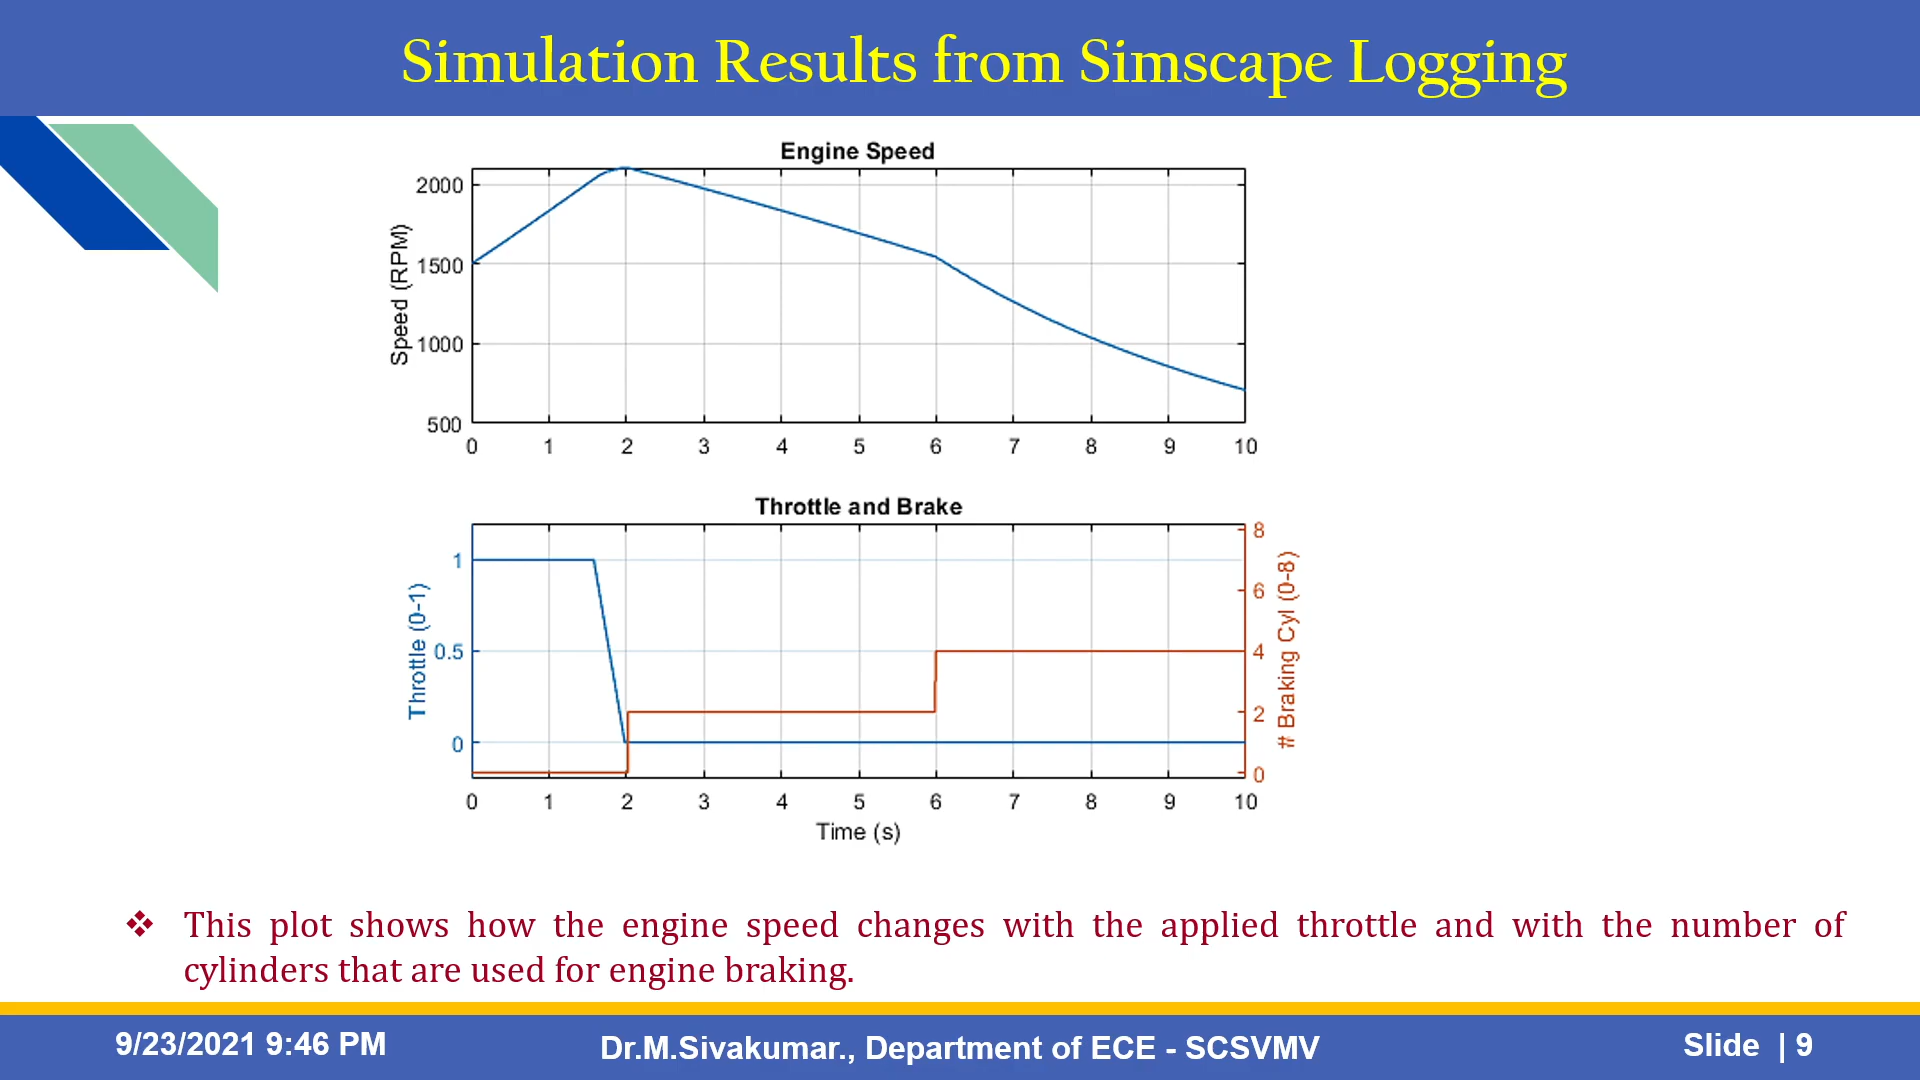 Simulation Results from Simscape Logging
Engine Speed
2000
1500
1000
500
Speed (RPM)
0 1 2 3 4 5 6 7 8 9 10
Throttle and Brake
1
0.5
0
Throttle (0-1)
8
6
4
2
0
# Braking Cyl (0-8)
0 1 2 3 4 5 6 7 8 9 10
Time (s)
❖ This plot shows how the engine speed changes with the applied throttle and with the number of
cylinders that are used for engine braking.
9/23/2021 9:46 PM
Dr.M.Sivakumar., Department of ECE - SCSVMV
Slide | 9